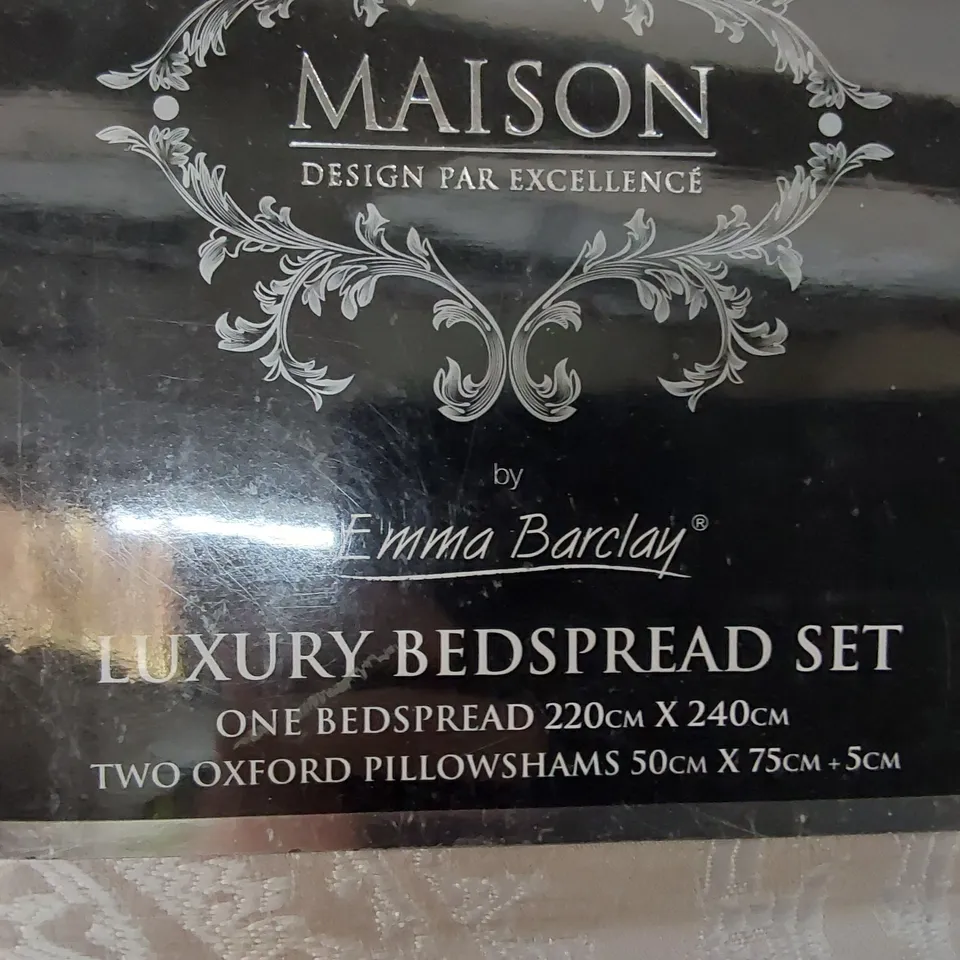 MAISON
DESIGN PAR EXCELLENCÉ
by
Emma Barclay®
LUXURY BEDSPREAD SET
ONE BEDSPREAD 220CM X 240CM
TWO OXFORD PILLOWSHAMS 50CM X 75CM + 5CM